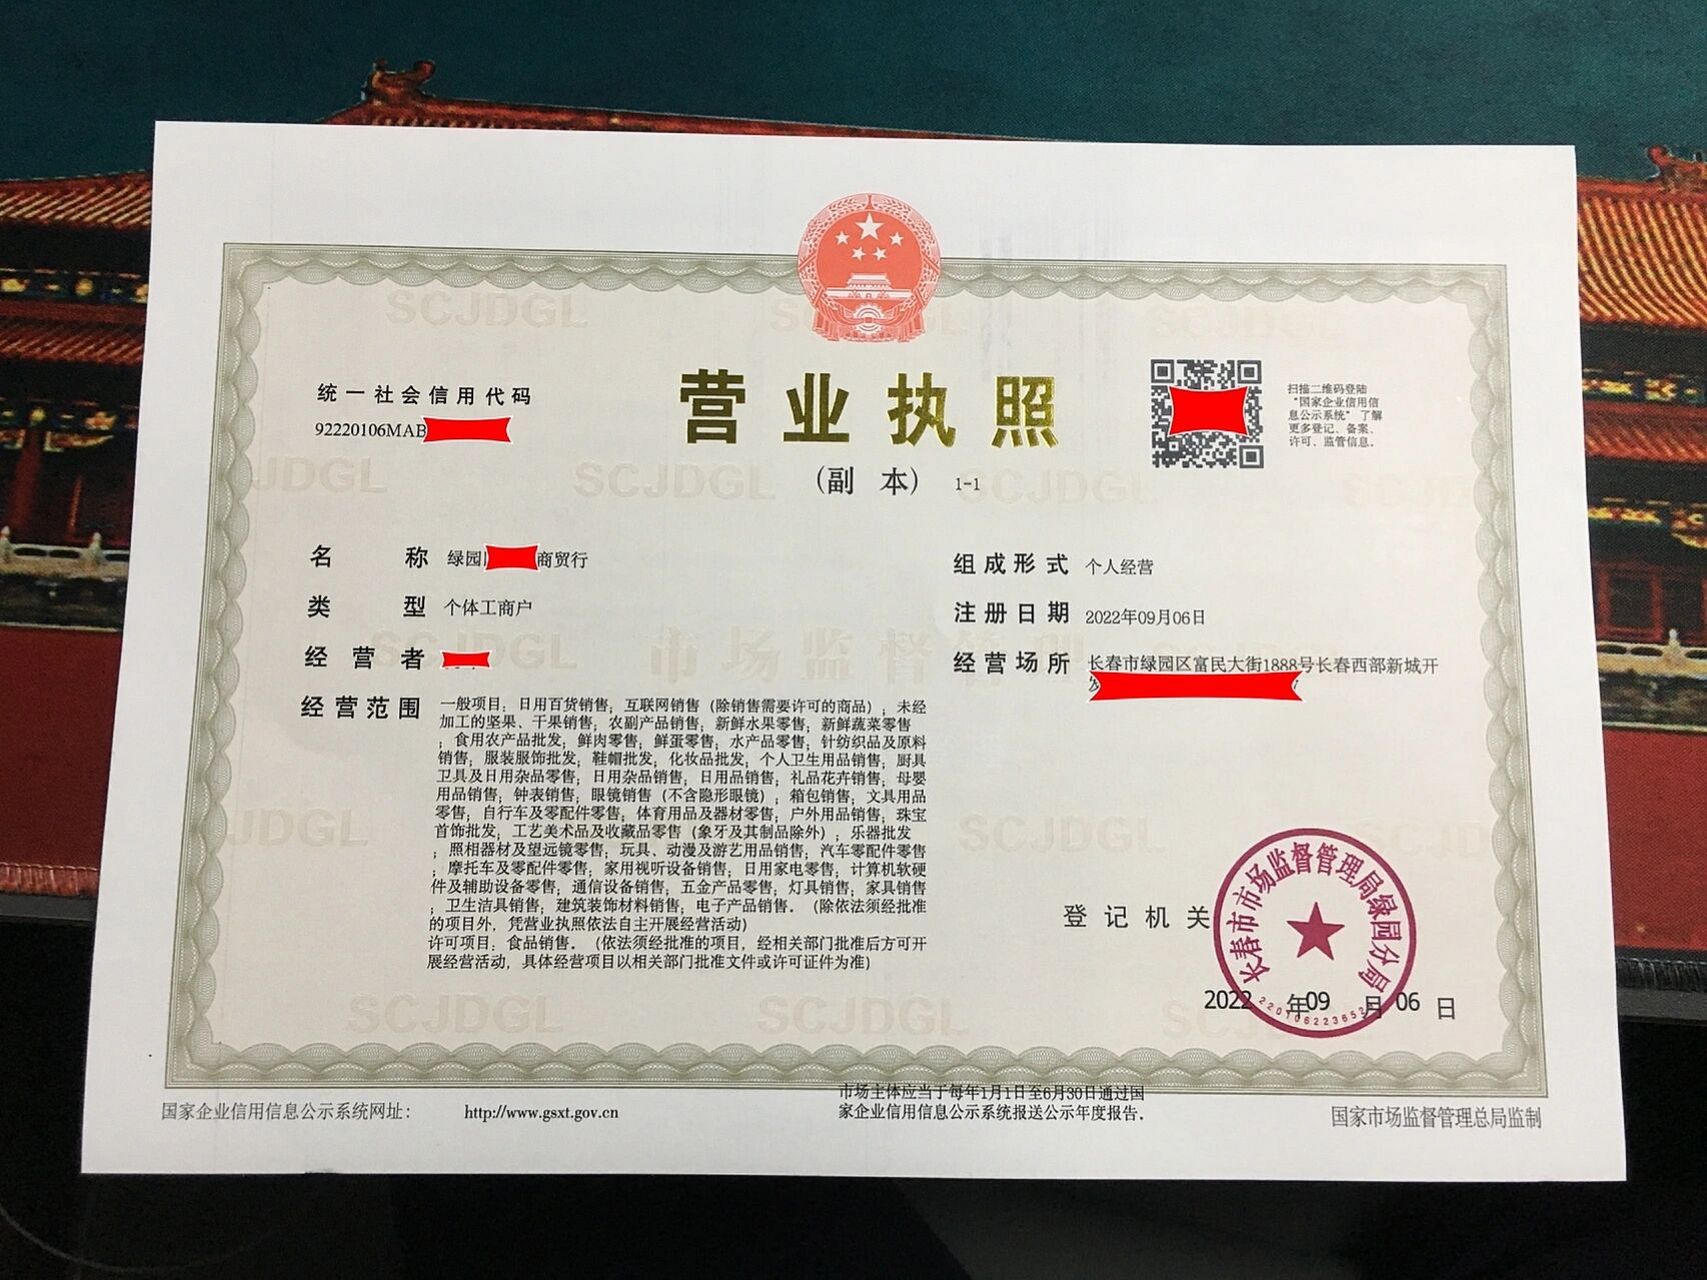 统一社会信用代码
92220106MAB
营业执照
(副 本) 1-1
扫描二维码登陆
“国家企业信用信
息公示系统”了解
更多登记、备案、
许可、监管信息。
名 称 绿园 商贸行
类 型 个体工商户
经 营 者
经营范围 一般项目：日用百货销售；互联网销售（除销售需要许可的商品）；未经
加工的坚果、干果销售；农副产品销售；新鲜水果零售；新鲜蔬菜零售
；食用农产品批发；鲜肉零售；鲜蛋零售；水产品零售；针纺织品及原料
销售；服装服饰批发；鞋帽批发；化妆品批发；个人卫生用品销售；厨具
卫具及日用杂品零售；日用杂品销售；日用品销售；礼品花卉销售；母婴
用品销售；钟表销售；眼镜销售（不含隐形眼镜）；箱包销售；文具用品
零售；自行车及零配件零售；体育用品及器材零售；户外用品销售；珠宝
首饰批发；工艺美术品及收藏品零售（象牙及其制品除外）；乐器批发
；照相器材及望远镜零售；玩具、动漫及游艺用品销售；汽车零配件零售
；摩托车及零配件零售；家用视听设备销售；日用家电零售；计算机软硬
件及辅助设备零售；通信设备销售；五金产品零售；灯具销售；家具销售
；卫生洁具销售；建筑装饰材料销售；电子产品销售。（除依法须经批准
的项目外，凭营业执照依法自主开展经营活动）
许可项目：食品销售。（依法须经批准的项目，经相关部门批准后方可开
展经营活动，具体经营项目以相关部门批准文件或许可证件为准）
组成形式 个人经营
注册日期 2022年09月06日
经营场所 长春市绿园区富民大街1888号长春西部新城开
登记机关
长春市市场监督管理局绿园分局
2022 年09 月 06 日
国家企业信用信息公示系统网址：
http://www.gsxt.gov.cn
市场主体应当于每年1月1日至6月30日通过国
家企业信用信息公示系统报送公示年度报告。
国家市场监督管理总局监制
SCJDGL
市场监督管理